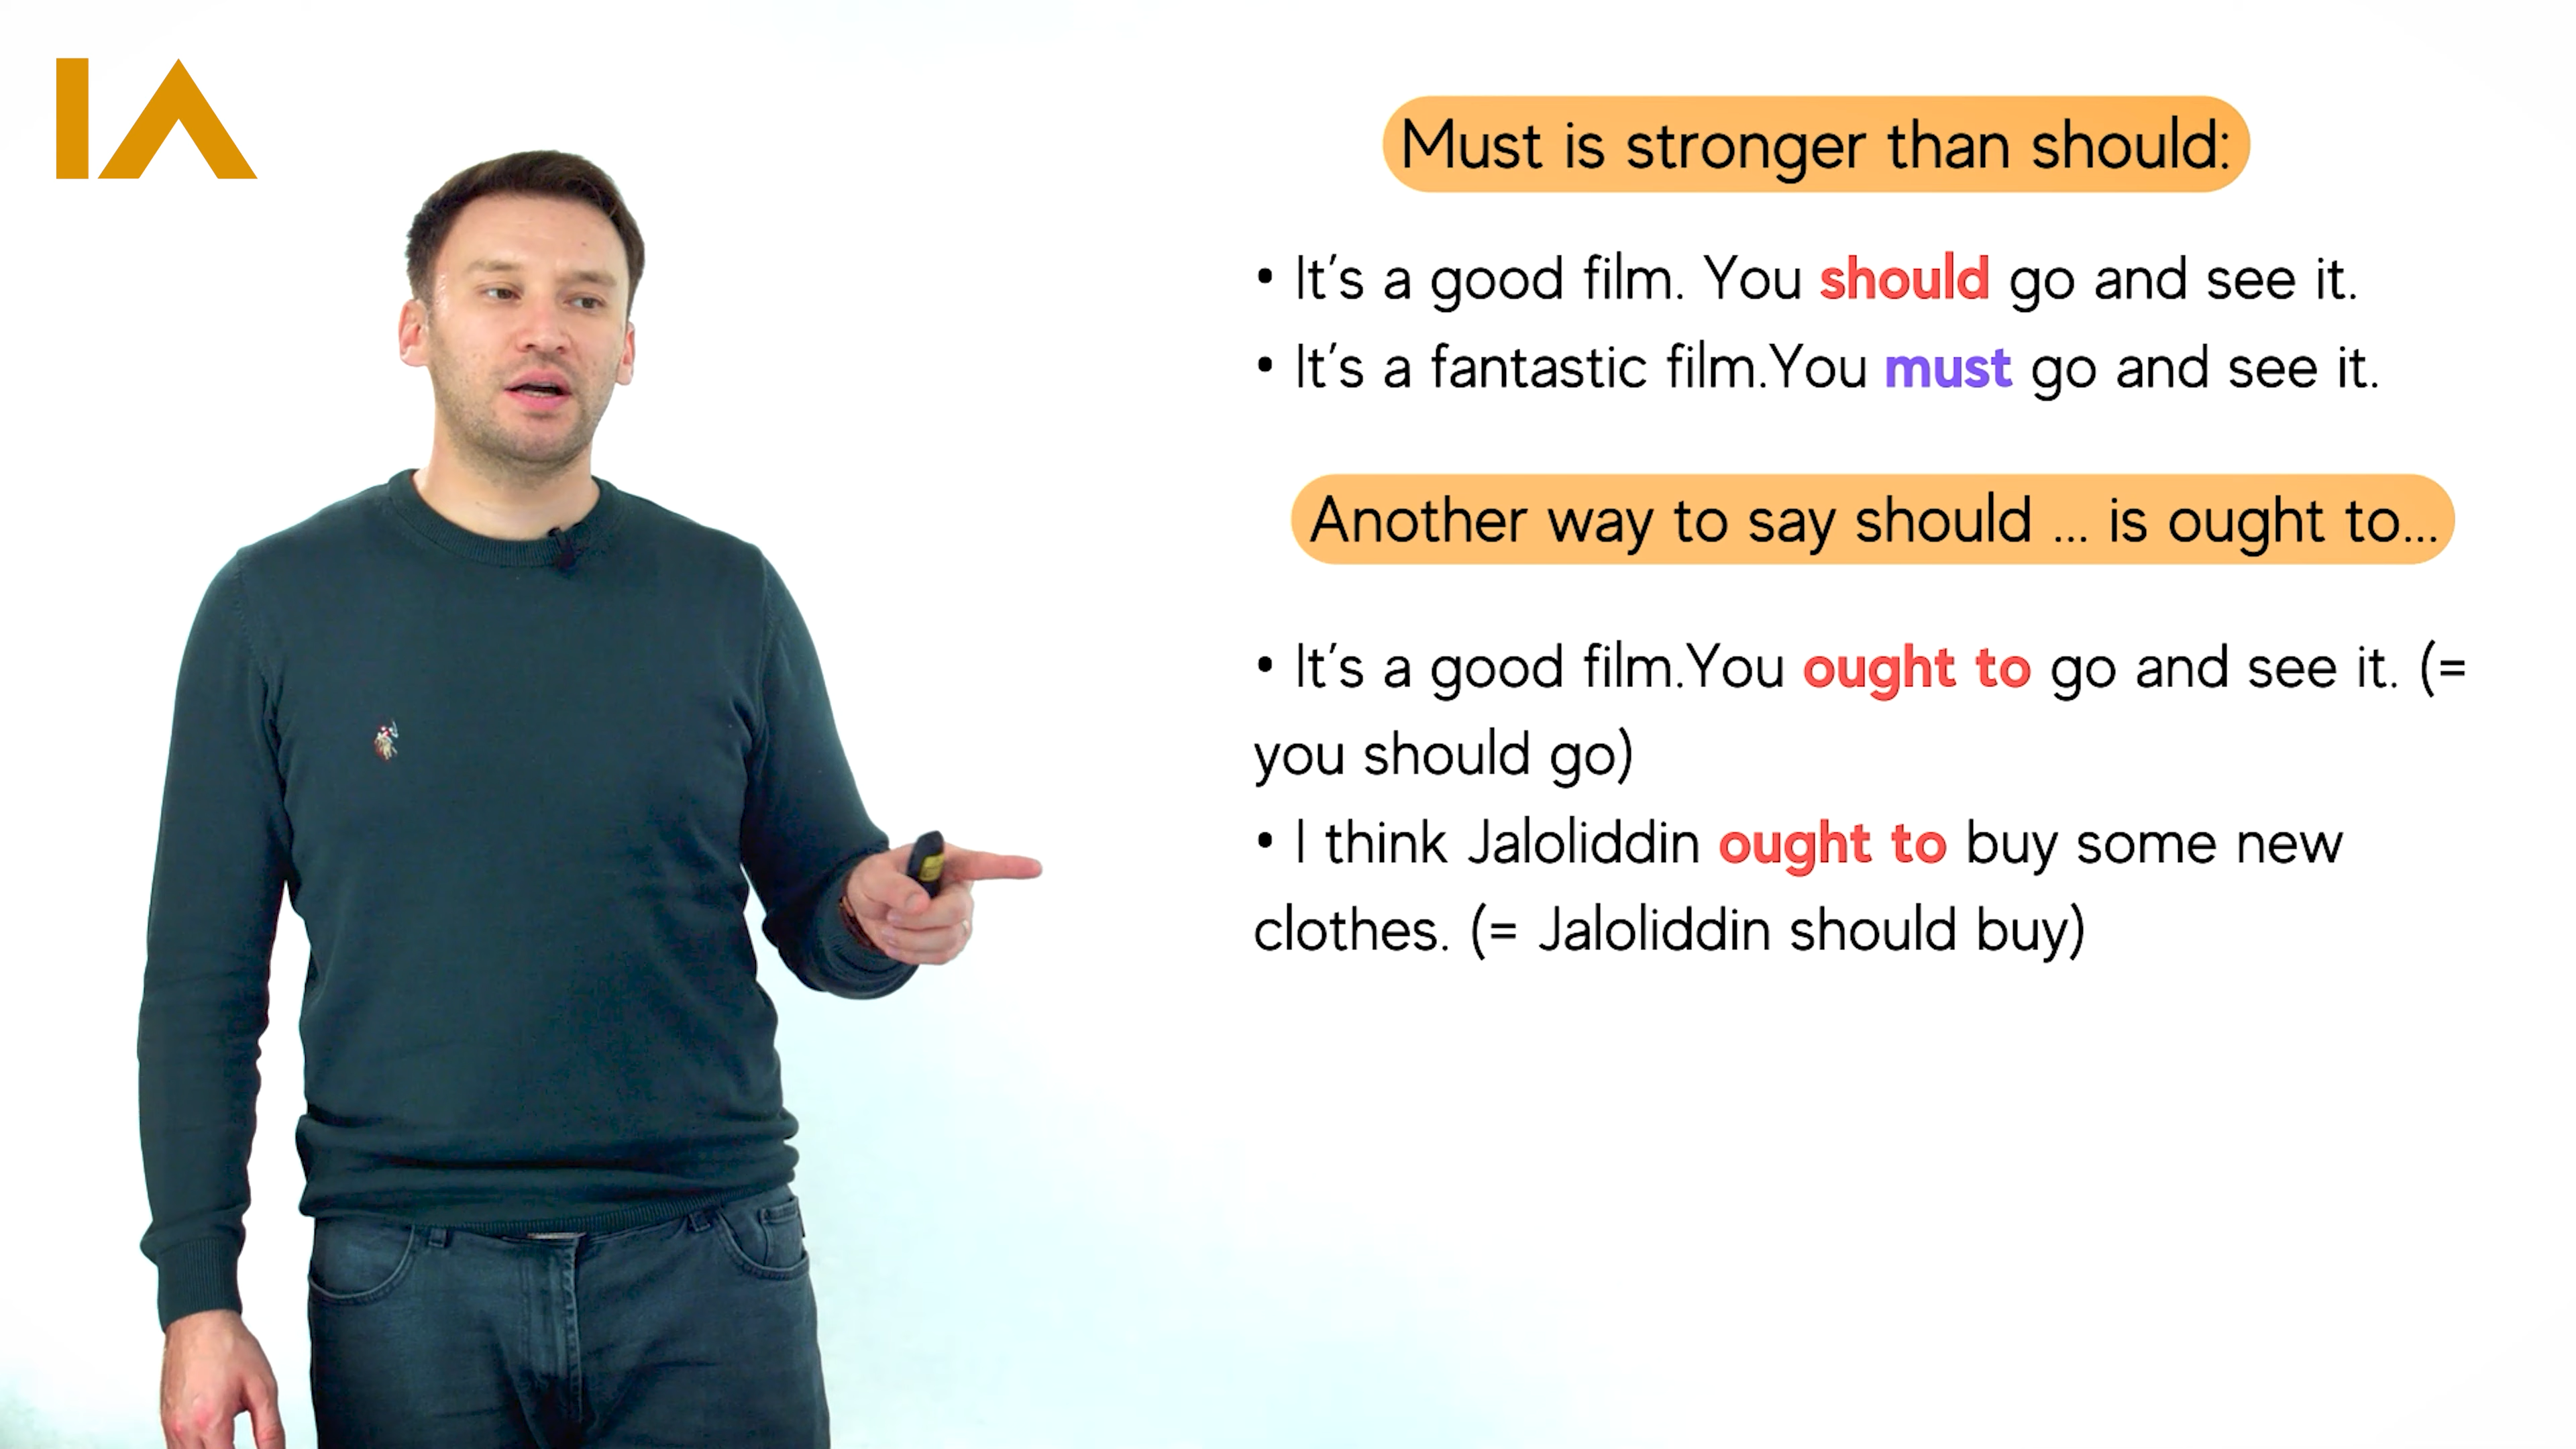 IA
Must is stronger than should:
• It's a good film. You should go and see it.
• It's a fantastic film.You must go and see it.
Another way to say should ... is ought to...
• It's a good film.You ought to go and see it. (=
you should go)
• I think Jaloliddin ought to buy some new
clothes. (= Jaloliddin should buy)